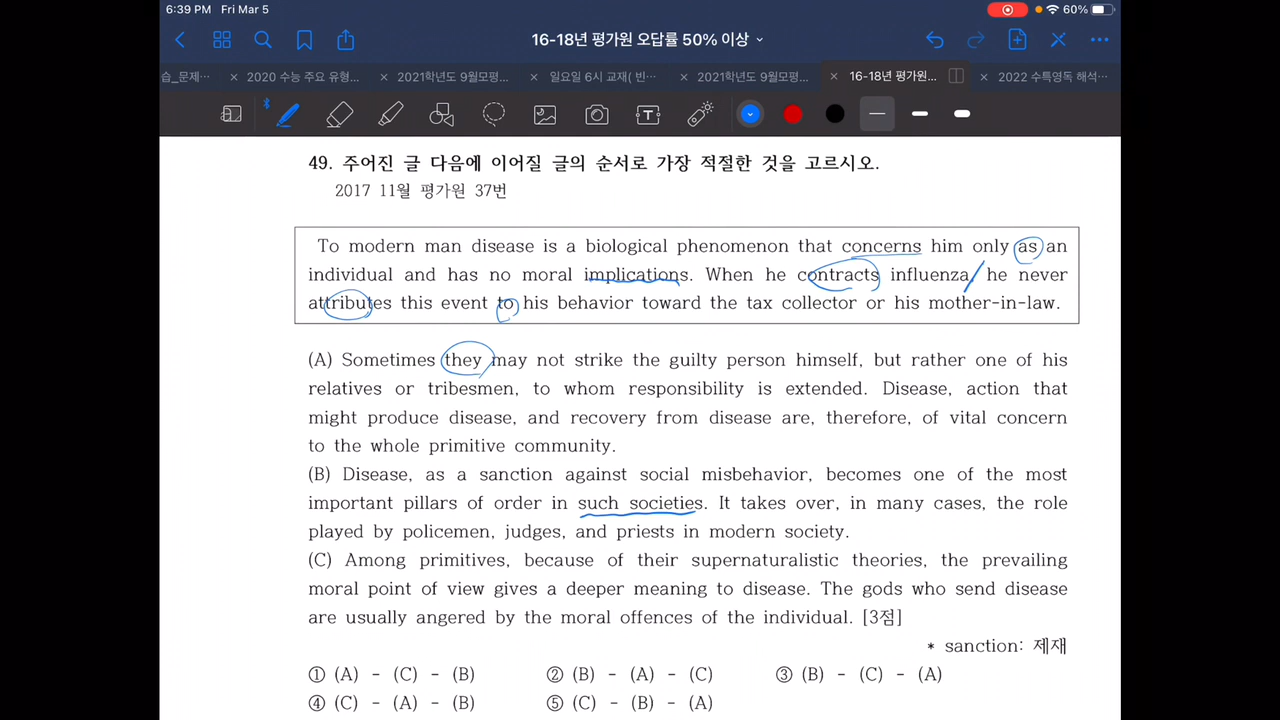 6:39 PM Fri Mar 5
60%
16-18년 평가원 오답률 50% 이상
습_문제… × 2020 수능 주요 유형… × 2021학년도 9월모평… × 일요일 6시 교재( 빈… × 2021학년도 9월모평… × 16-18년 평가원… × 2022 수특영독 해석…
49. 주어진 글 다음에 이어질 글의 순서로 가장 적절한 것을 고르시오.
2017 11월 평가원 37번
To modern man disease is a biological phenomenon that concerns him only as an
individual and has no moral implications. When he contracts influenza, he never
attributes this event to his behavior toward the tax collector or his mother-in-law.
(A) Sometimes they may not strike the guilty person himself, but rather one of his
relatives or tribesmen, to whom responsibility is extended. Disease, action that
might produce disease, and recovery from disease are, therefore, of vital concern
to the whole primitive community.
(B) Disease, as a sanction against social misbehavior, becomes one of the most
important pillars of order in such societies. It takes over, in many cases, the role
played by policemen, judges, and priests in modern society.
(C) Among primitives, because of their supernaturalistic theories, the prevailing
moral point of view gives a deeper meaning to disease. The gods who send disease
are usually angered by the moral offences of the individual. [3점]
* sanction: 제재
① (A) - (C) - (B) ② (B) - (A) - (C) ③ (B) - (C) - (A)
④ (C) - (A) - (B) ⑤ (C) - (B) - (A)